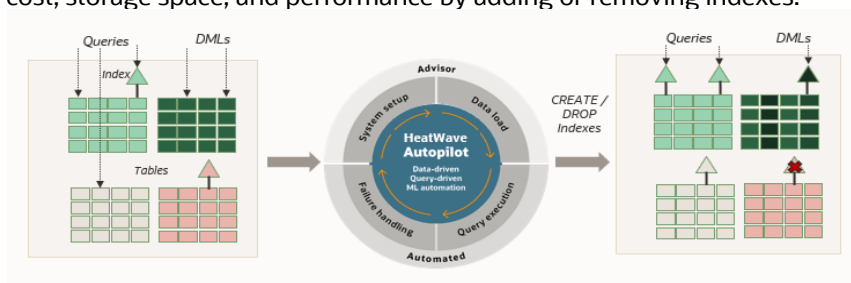 cost, storage space, and performance by adding or removing indexes.
Queries
DMLs
Index
Tables
Advisor
System setup
Data load
HeatWave
Autopilot
Data-driven
Query-driven
ML automation
Failure handling
Query execution
Automated
CREATE /
DROP
Indexes
Queries
DMLs